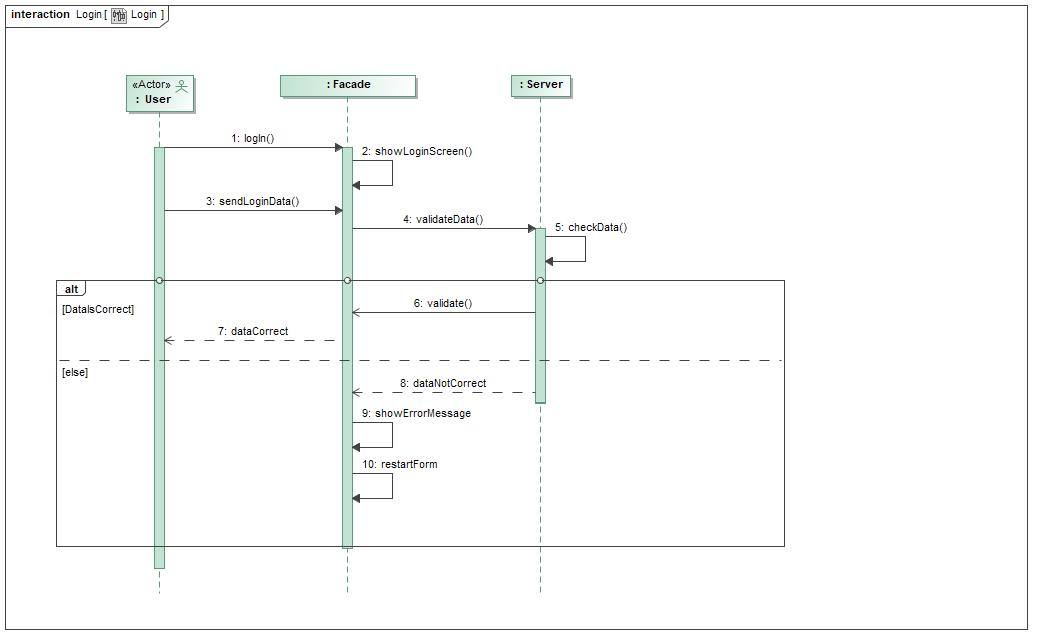 interaction Login [ Login ]
«Actor»
: User
: Facade
: Server
1: logIn()
2: showLoginScreen()
3: sendLoginData()
4: validateData()
5: checkData()
alt
[DataIsCorrect]
6: validate()
7: dataCorrect
[else]
8: dataNotCorrect
9: showErrorMessage
10: restartForm